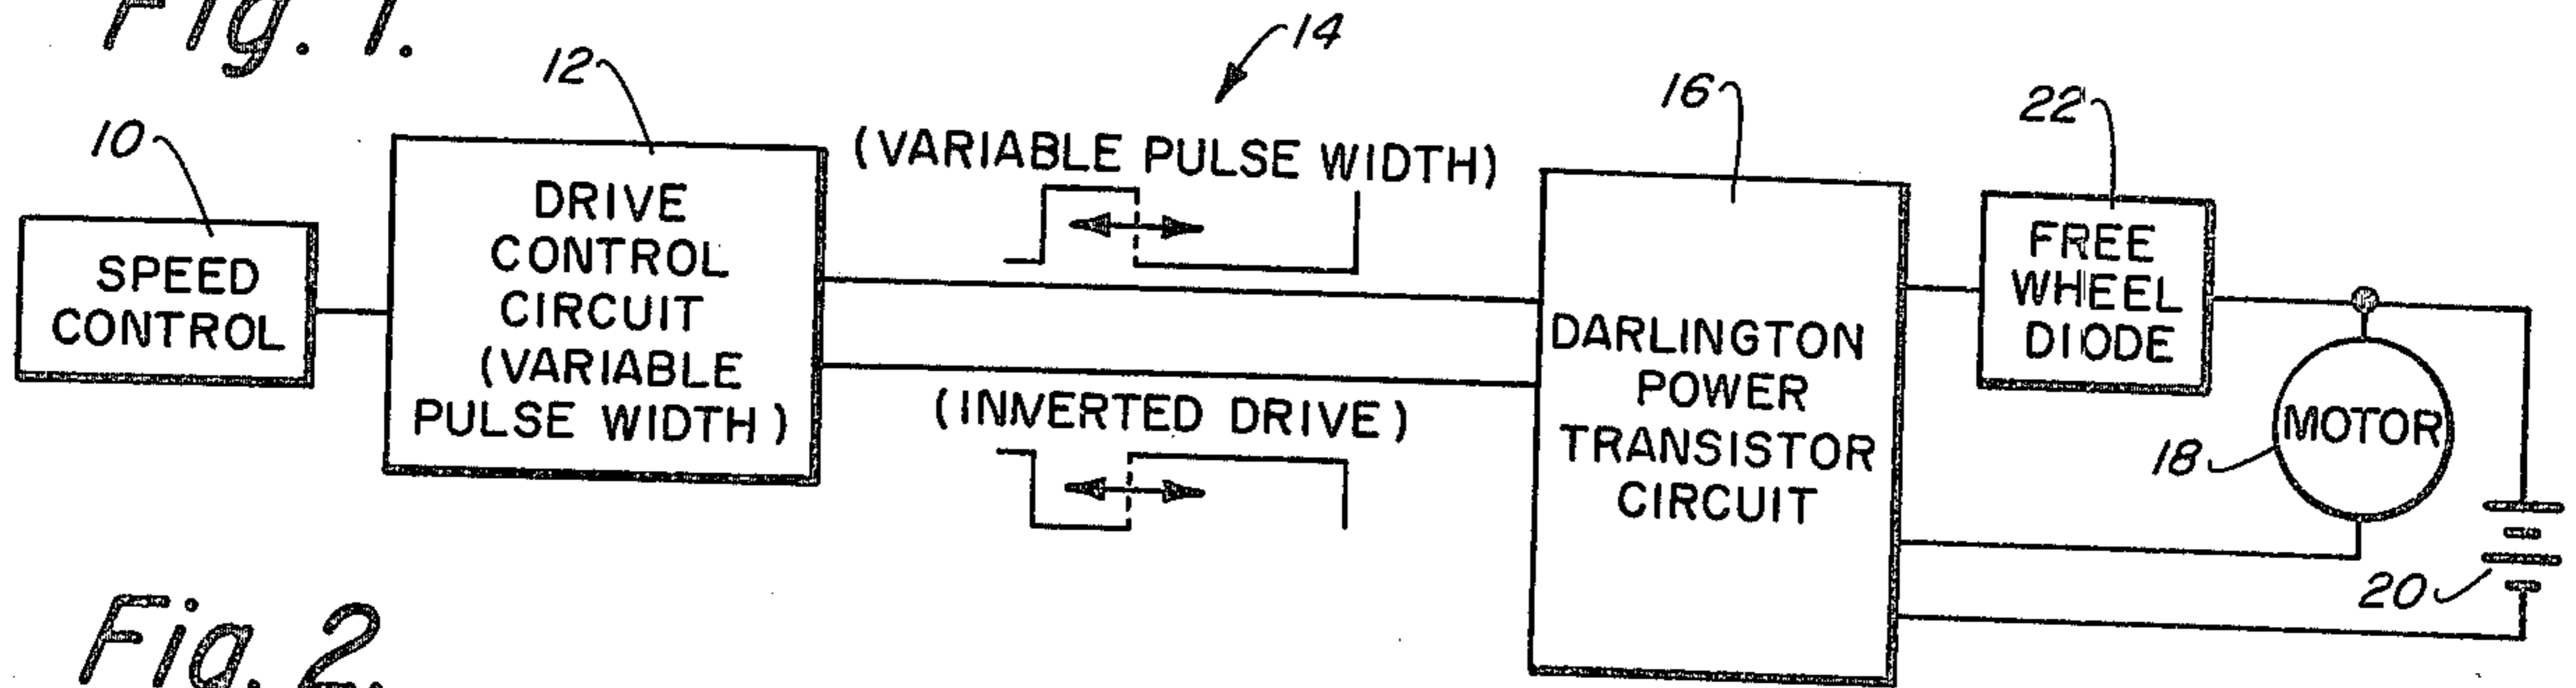 Fig. 1.
14
12
16
22
10
(VARIABLE PULSE WIDTH)
DRIVE
CONTROL
CIRCUIT
(VARIABLE
PULSE WIDTH)
SPEED
CONTROL
FREE
WHEEL
DIODE
DARLINGTON
POWER
TRANSISTOR
CIRCUIT
(INVERTED DRIVE)
MOTOR
18
20
Fig. 2.